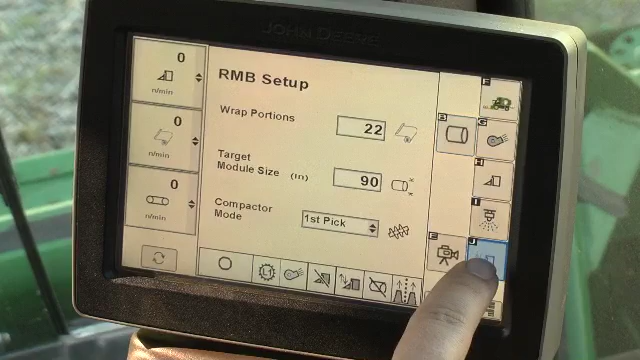 JOHN DEERE
0
n/min
0
n/min
0
n/min
RMB Setup
Wrap Portions
22
Target
Module Size (in)
90
Compactor
Mode
1st Pick
F
B
G
H
I
E
J